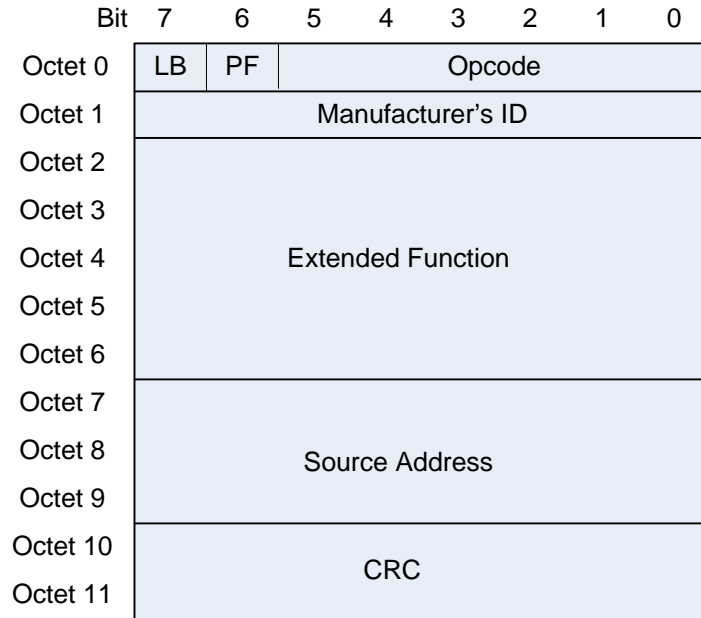 Bit 7 6 5 4 3 2 1 0
Octet 0 LB PF Opcode
Octet 1 Manufacturer's ID
Octet 2
Octet 3
Octet 4 Extended Function
Octet 5
Octet 6
Octet 7
Octet 8
Source Address
Octet 9
Octet 10
CRC
Octet 11